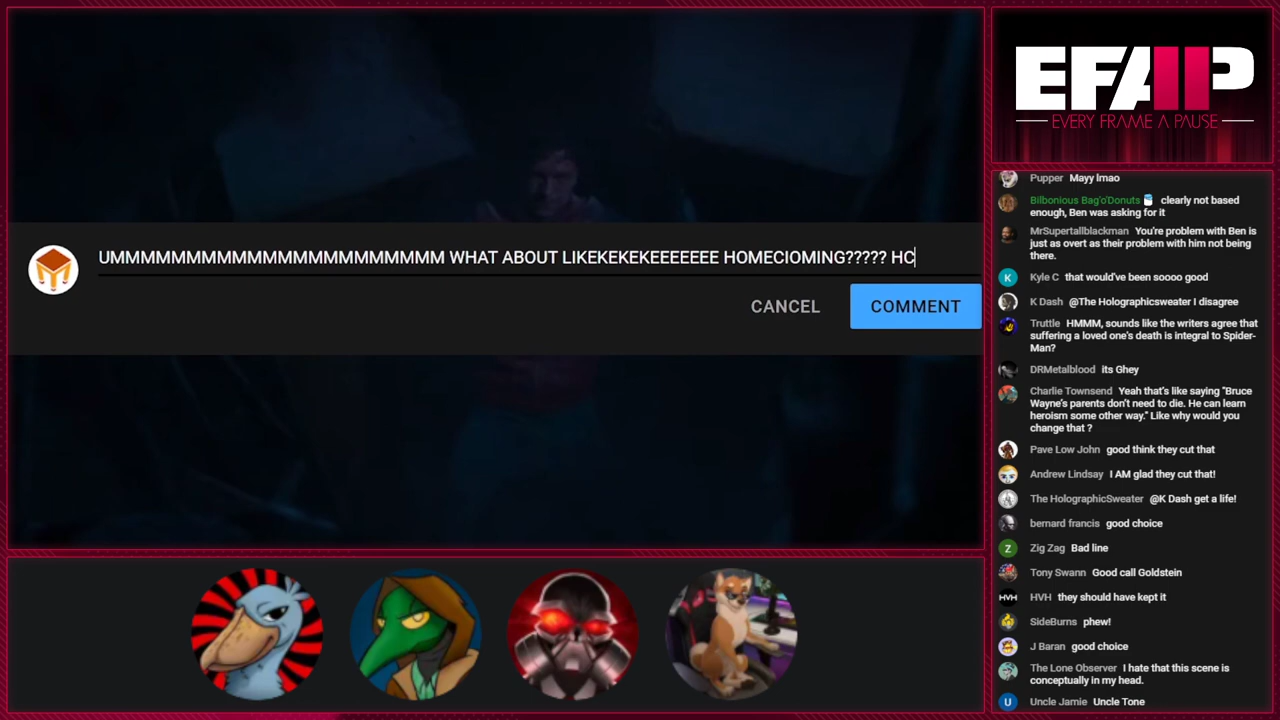 UMMMMMMMMMMMMMMMMMMMMMM WHAT ABOUT LIKEKEKEKEEEEEEE HOMECIOMING????? HC
CANCEL
COMMENT
EFAP
EVERY FRAME A PAUSE
Pupper Mayy lmao
Bilbonious Bag'o'Donuts clearly not based
enough, Ben was asking for it
MrSupertallblackman You're problem with Ben is
just as overt as their problem with him not being
there.
K
Kyle C that would've been soooo good
K Dash @The Holographicsweater I disagree
Truttle HMMM, sounds like the writers agree that
suffering a loved one's death is integral to Spider-
Man?
DRMetalblood its Ghey
Charlie Townsend Yeah that's like saying "Bruce
Wayne's parents don't need to die. He can learn
heroism some other way." Like why would you
change that ?
Pave Low John good think they cut that
Andrew Lindsay I AM glad they cut that!
The HolographicSweater @K Dash get a life!
bernard francis good choice
Z
Zig Zag Bad line
Tony Swann Good call Goldstein
HVH
HVH they should have kept it
SideBurns phew!
J Baran good choice
The Lone Observer I hate that this scene is
conceptually in my head.
U
Uncle Jamie Uncle Tone